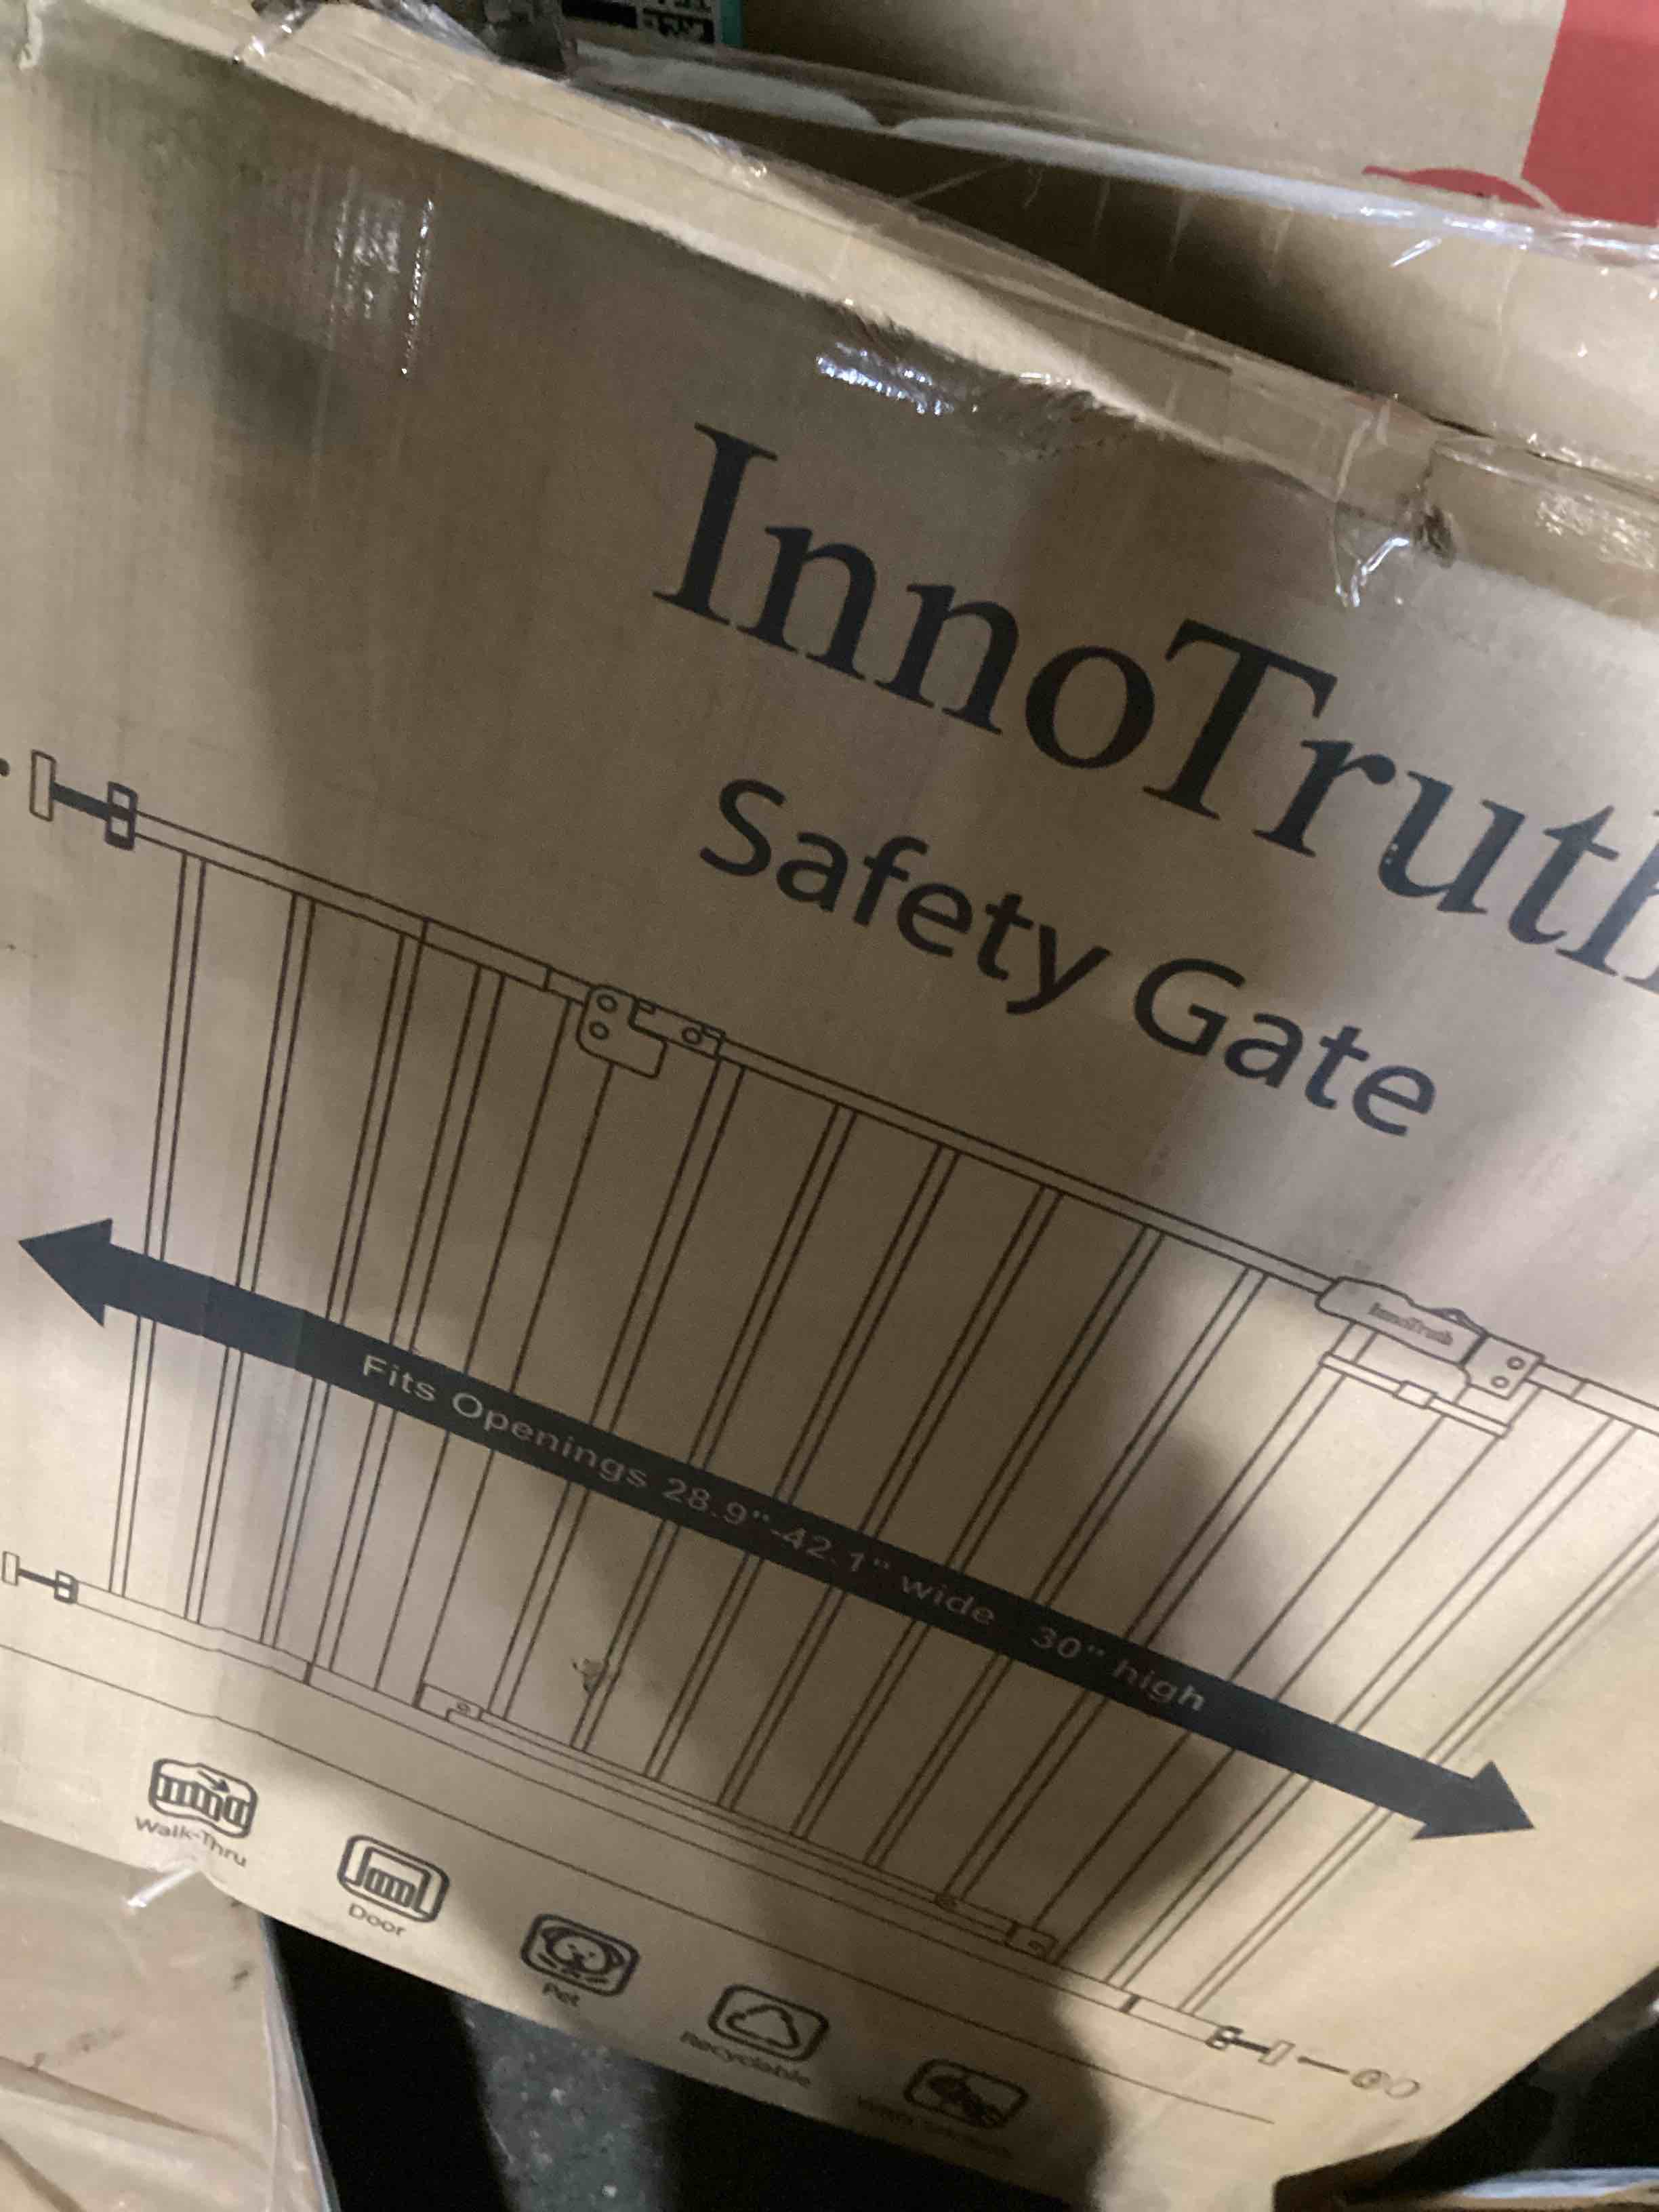 InnoTruth
Safety Gate
InnoTruth
Fits Openings 28.9"-42.1" wide 30" high
Walk-Thru
Door
Pet
Recyclable